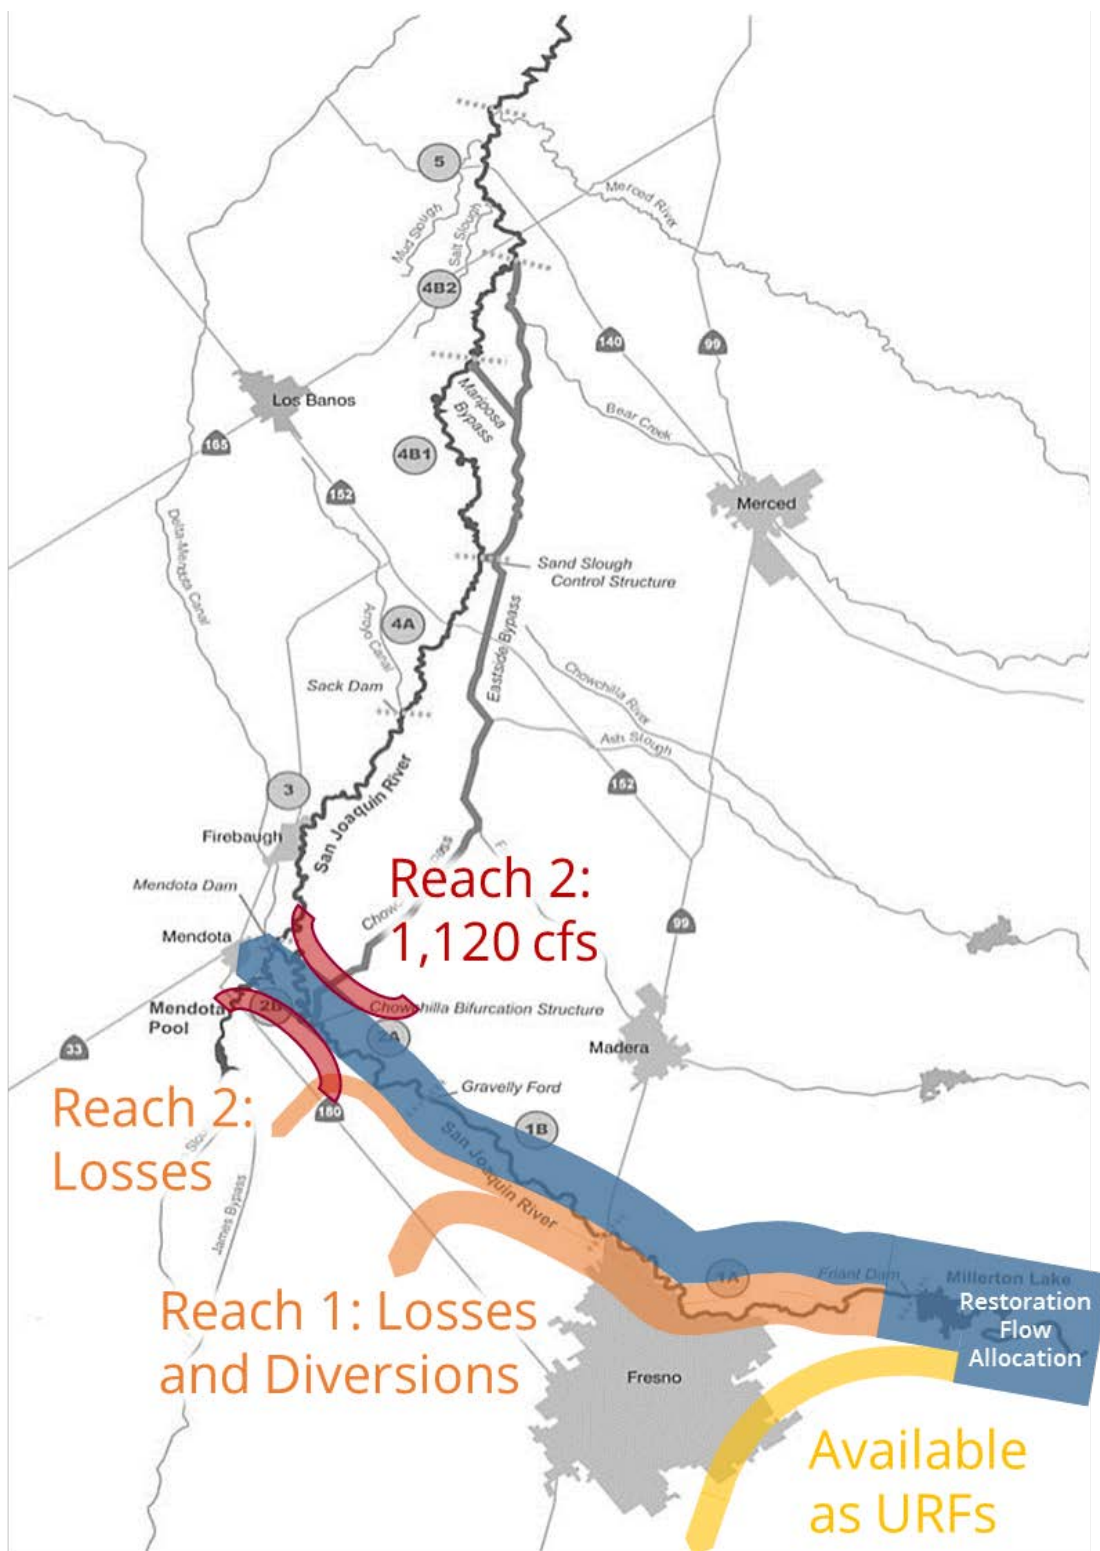 5
Merced River
Mud Slough
Salt Slough
4B2
140
99
Los Banos
Mariposa
Bypass
Bear Creek
165
4B1
152
Merced
Delta-Mendota Canal
Sand Slough
Control Structure
4A
Arroyo Canal
Eastside Bypass
Sack Dam
Chowchilla River
Ash Slough
152
3
San Joaquin River
Firebaugh
Mendota Dam
Reach 2:
1,120 cfs
99
Mendota
Mendota
Pool
2B
Chowchilla Bifurcation Structure
2A
33
Madera
Gravelly Ford
Reach 2:
Losses
180
1B
San Joaquin River
James Bypass
1A
Friant Dam
Millerton Lake
Restoration
Flow
Allocation
Reach 1: Losses
and Diversions
Fresno
Available
as URFs